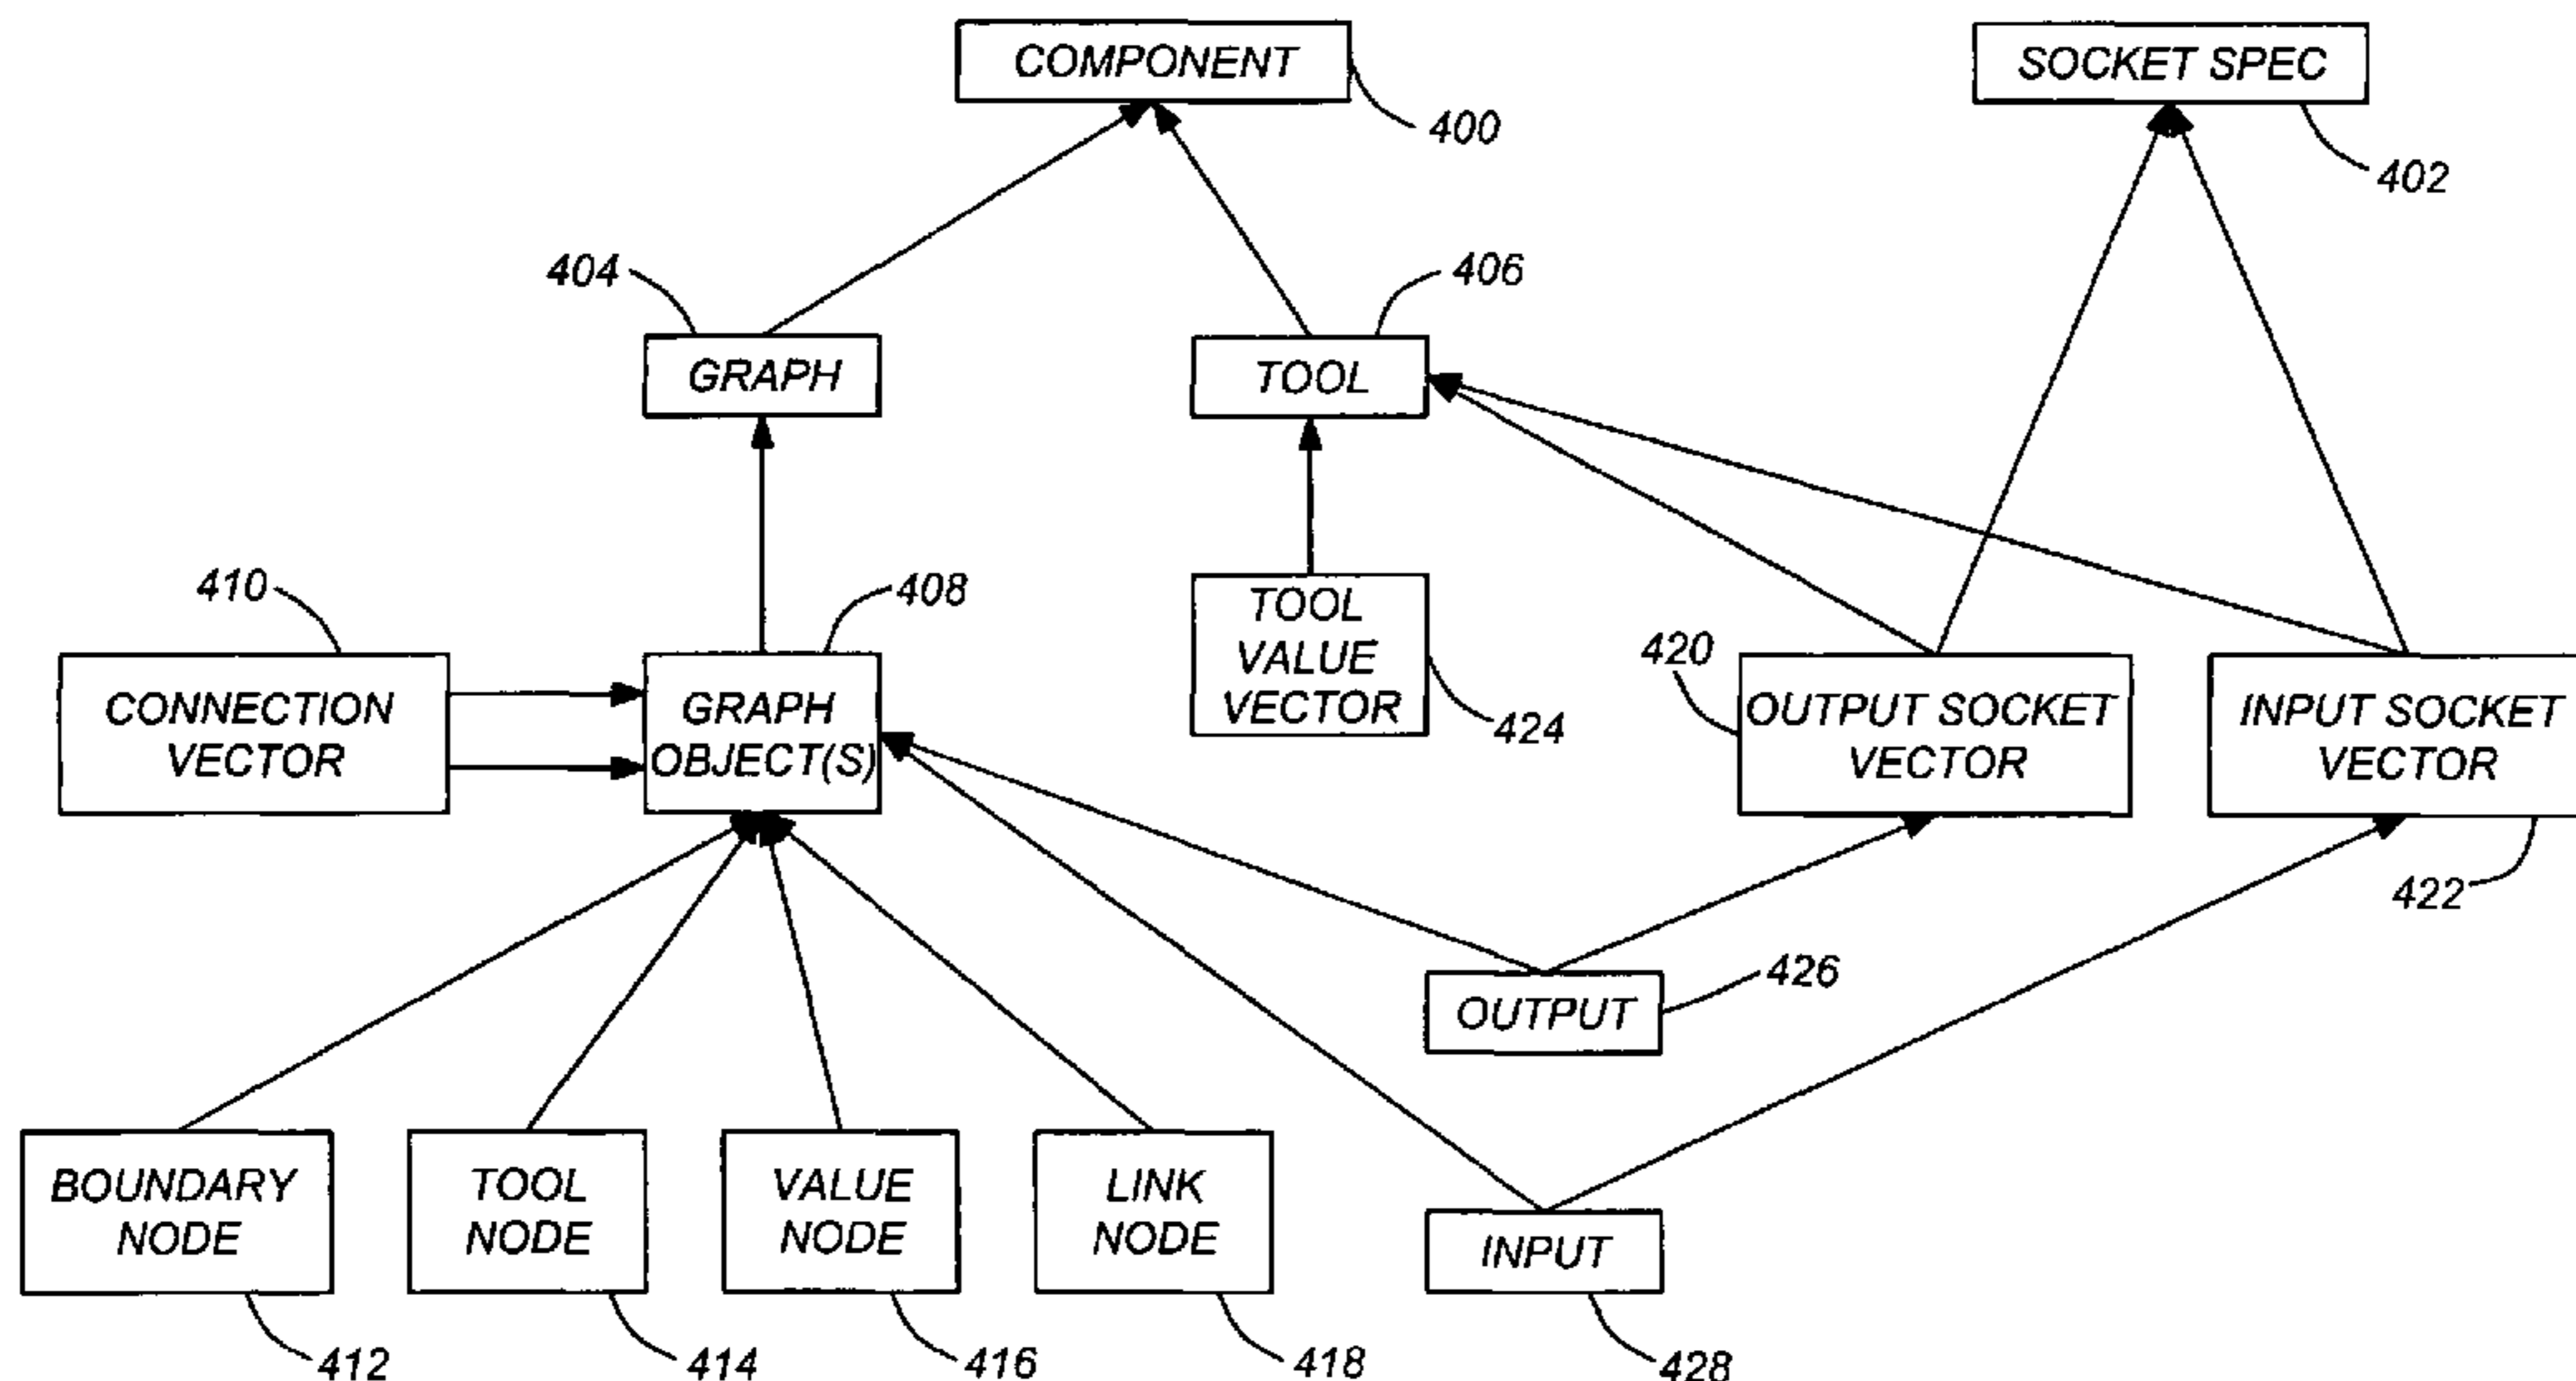 COMPONENT
SOCKET SPEC
400
402
404
406
GRAPH
TOOL
410
408
TOOL
VALUE
VECTOR
420
CONNECTION
VECTOR
GRAPH
OBJECT(S)
424
OUTPUT SOCKET
VECTOR
INPUT SOCKET
VECTOR
422
426
OUTPUT
BOUNDARY
NODE
TOOL
NODE
VALUE
NODE
LINK
NODE
INPUT
412
414
416
418
428